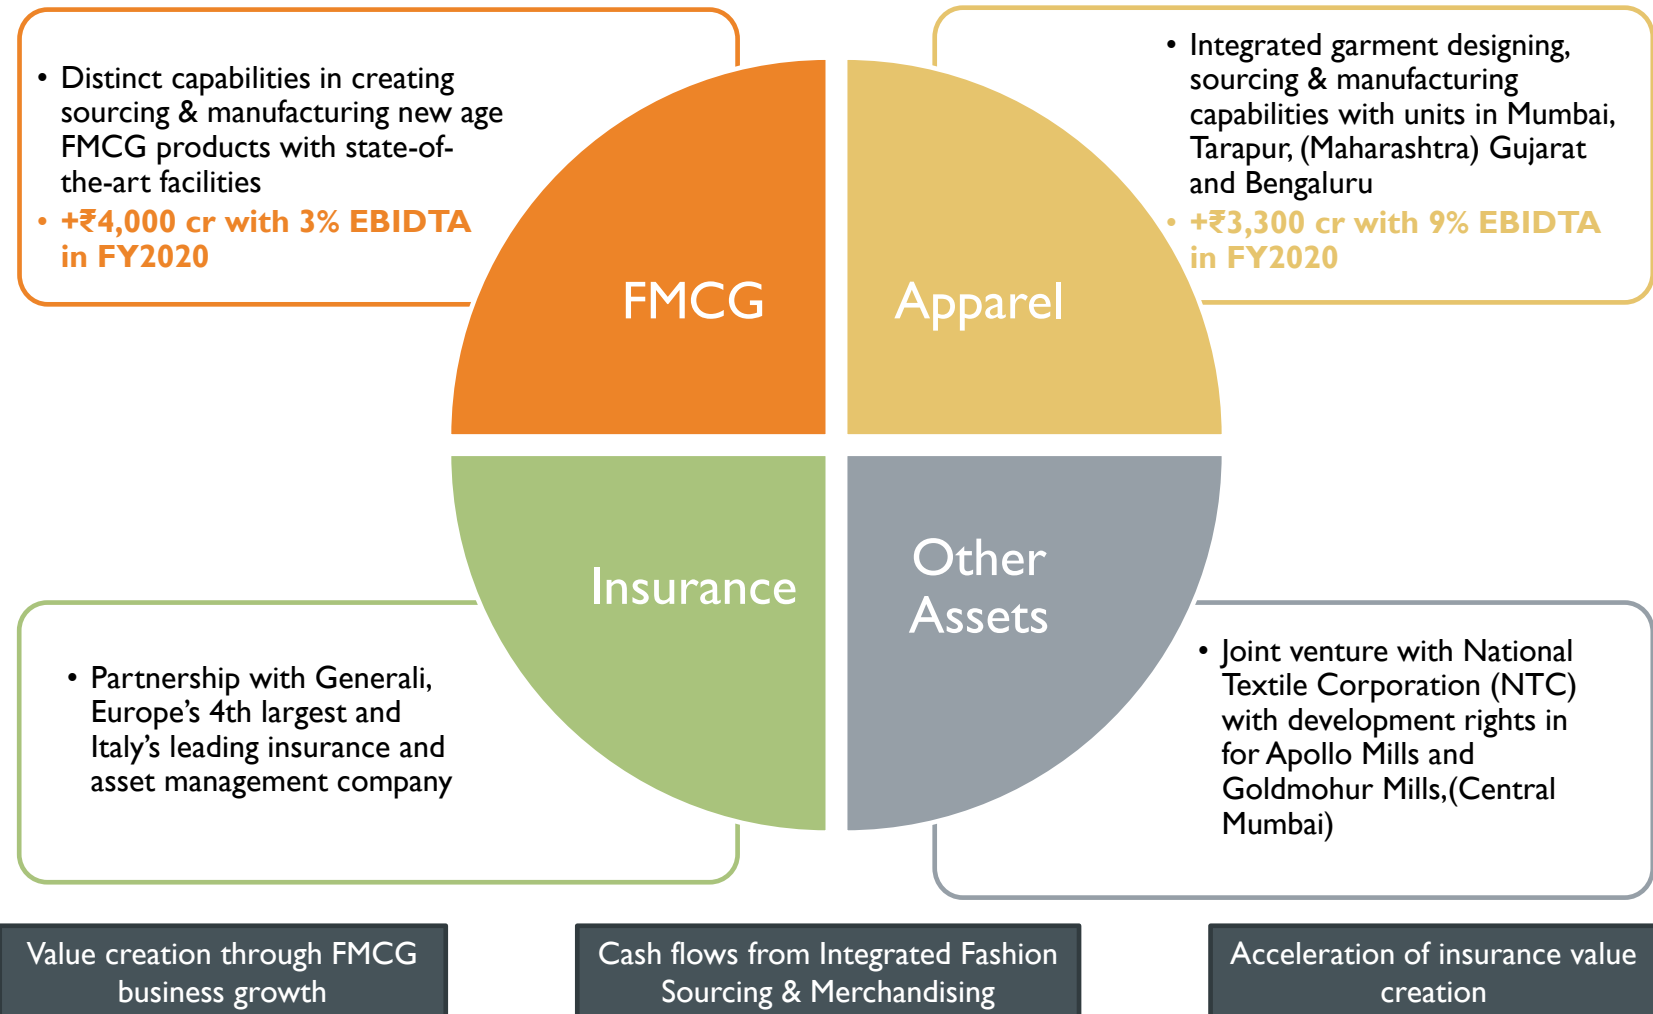 • Distinct capabilities in creating
sourcing & manufacturing new age
FMCG products with state-of-
the-art facilities
• +₹4,000 cr with 3% EBIDTA
in FY2020
• Integrated garment designing,
sourcing & manufacturing
capabilities with units in Mumbai,
Tarapur, (Maharashtra) Gujarat
and Bengaluru
• +₹3,300 cr with 9% EBIDTA
in FY2020
FMCG
Apparel
Insurance
Other
Assets
• Partnership with Generali,
Europe’s 4th largest and
Italy’s leading insurance and
asset management company
• Joint venture with National
Textile Corporation (NTC)
with development rights in
for Apollo Mills and
Goldmohur Mills,(Central
Mumbai)
Value creation through FMCG
business growth
Cash flows from Integrated Fashion
Sourcing & Merchandising
Acceleration of insurance value
creation